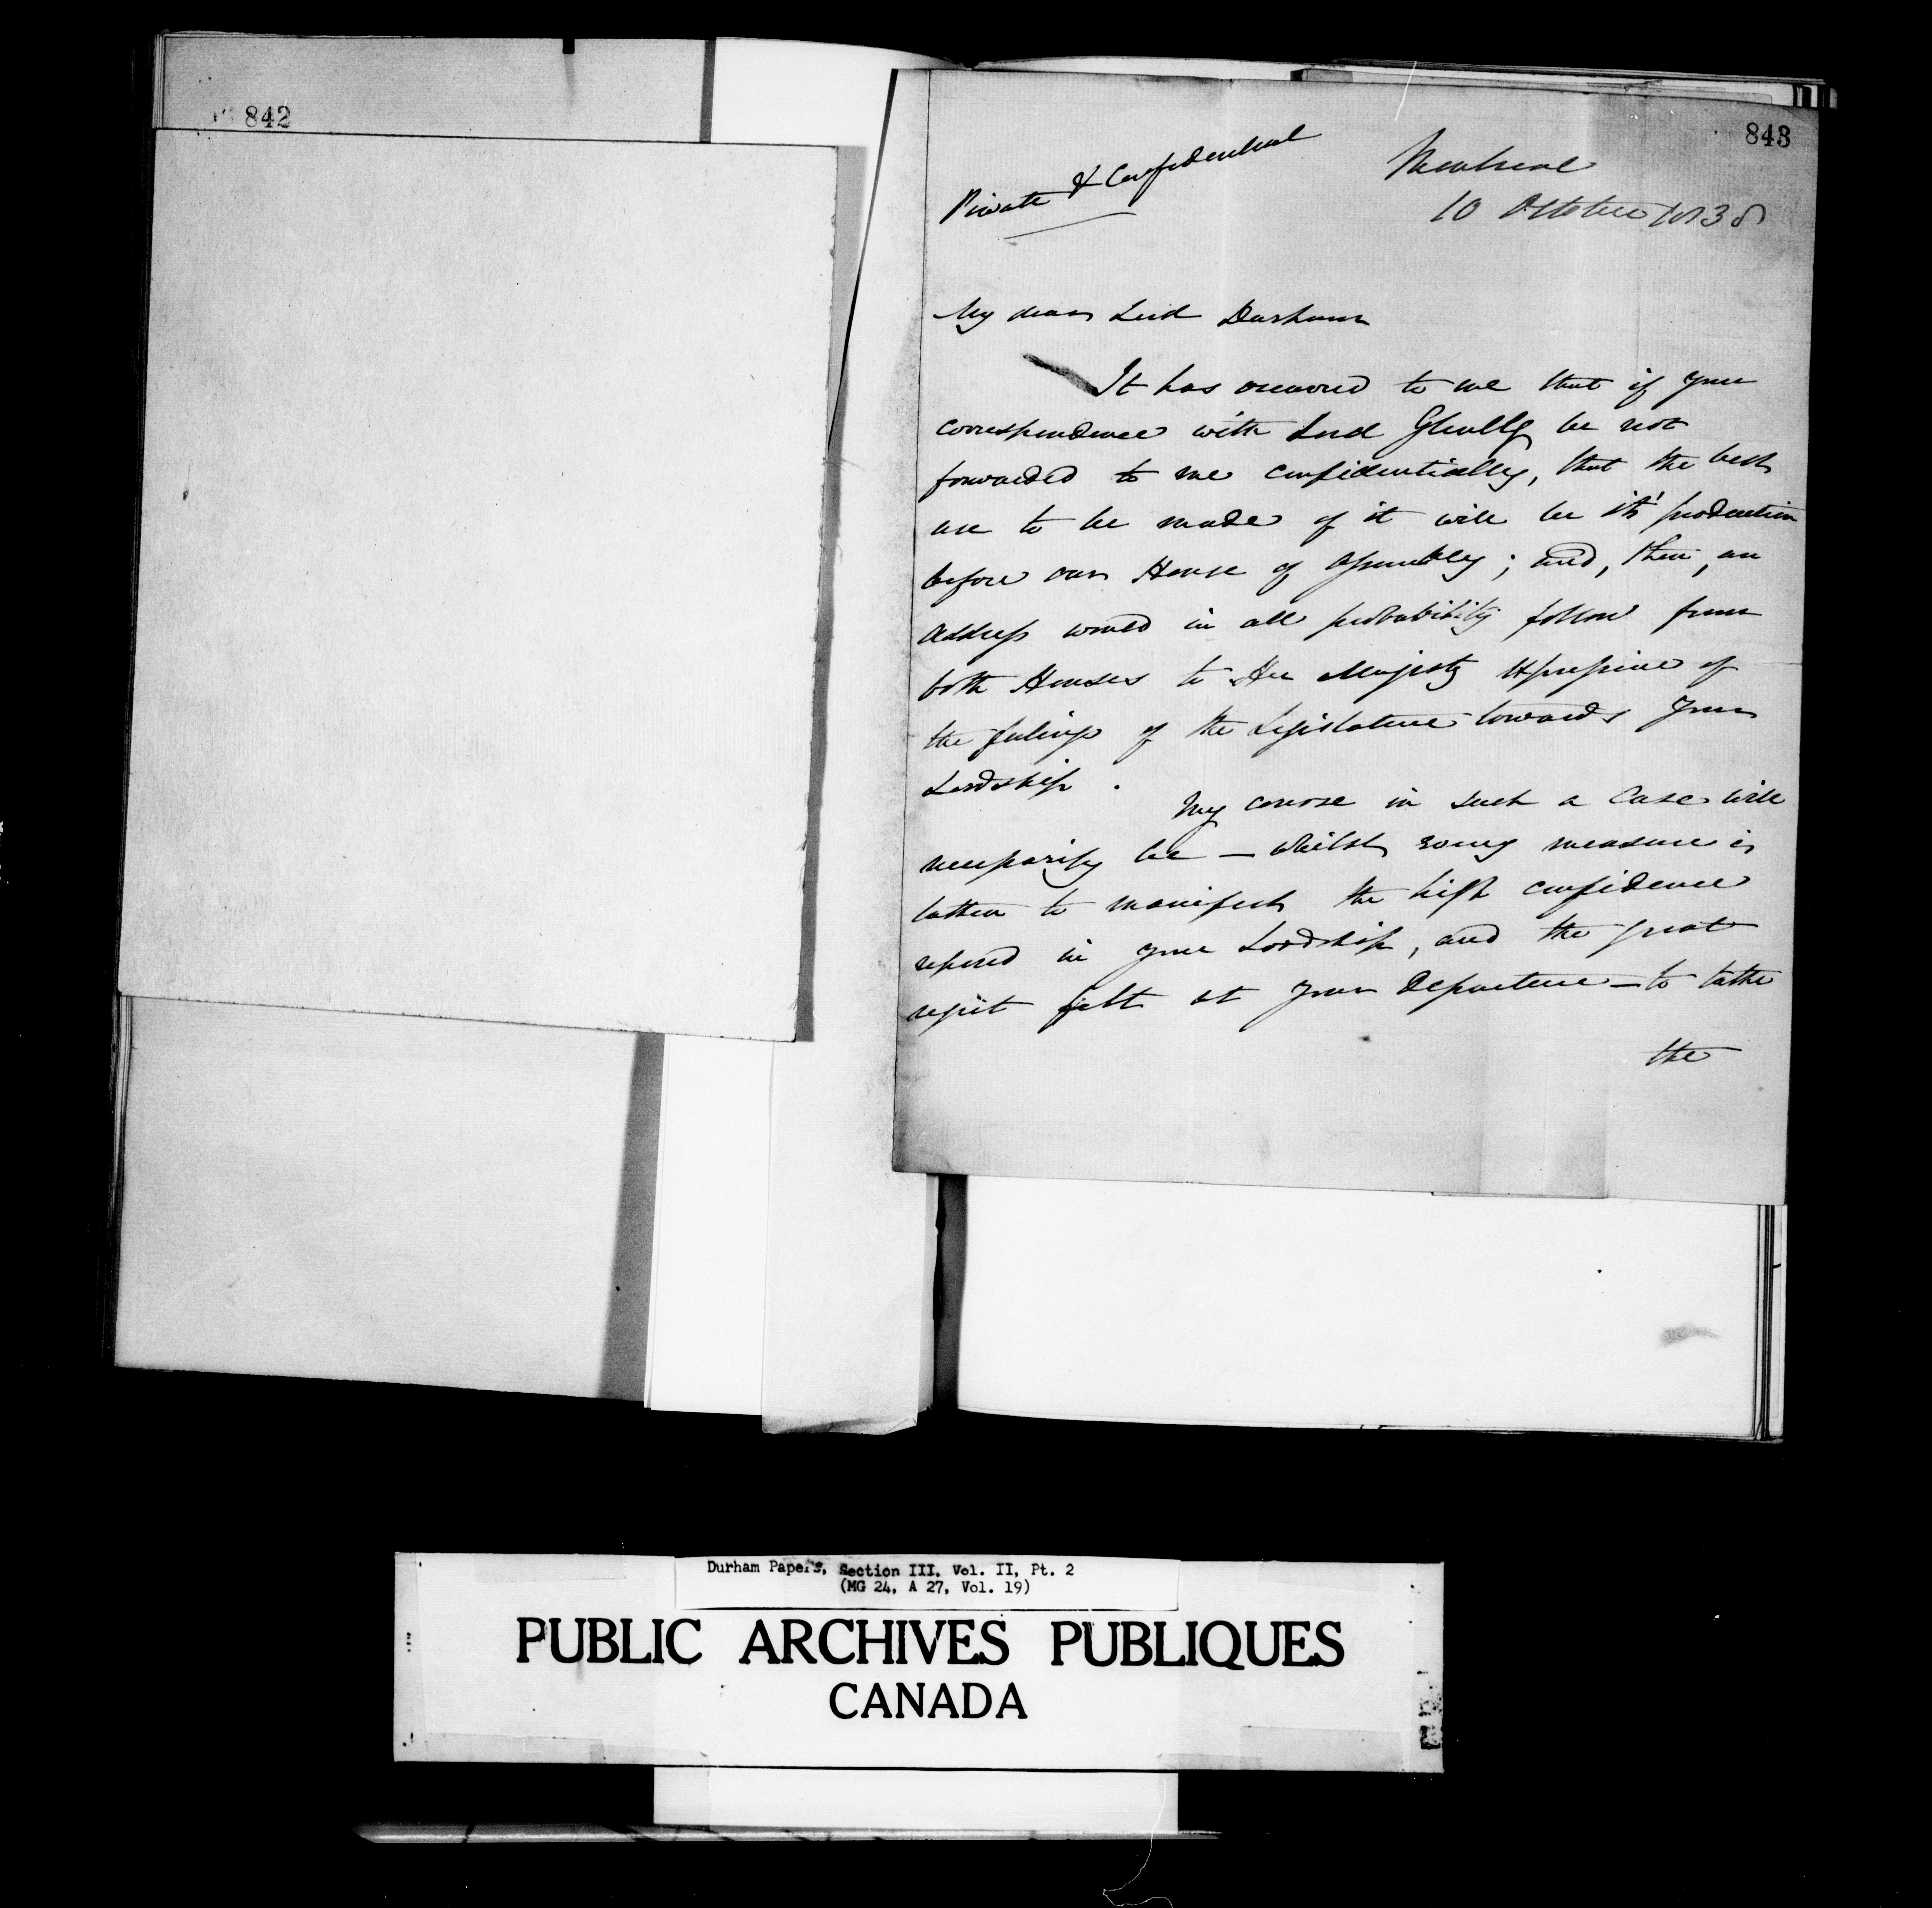 842
843
Private & Confidential
Montreal
10 October 1838
My dear Lord Durham
It has occurred to me that if your
correspondence with Lord Glenelg be not
forwarded to me confidentially, that the best
use to be made of it will be it's production
before our House of Assembly; and, then, an
Address would in all probability follow from
both Houses to Her Majesty expressive of
the feelings of the Legislature towards Your
Lordship.
My course in such a case will
necessarily be — whilst every measure is
taken to manifest the high confidence
reposed in your Lordship, and the great
regret felt at your departure — to take
the
Durham Papers, Section III, Vol. II, Pt. 2
(MG 24, A 27, Vol. 19)
PUBLIC ARCHIVES PUBLIQUES
CANADA